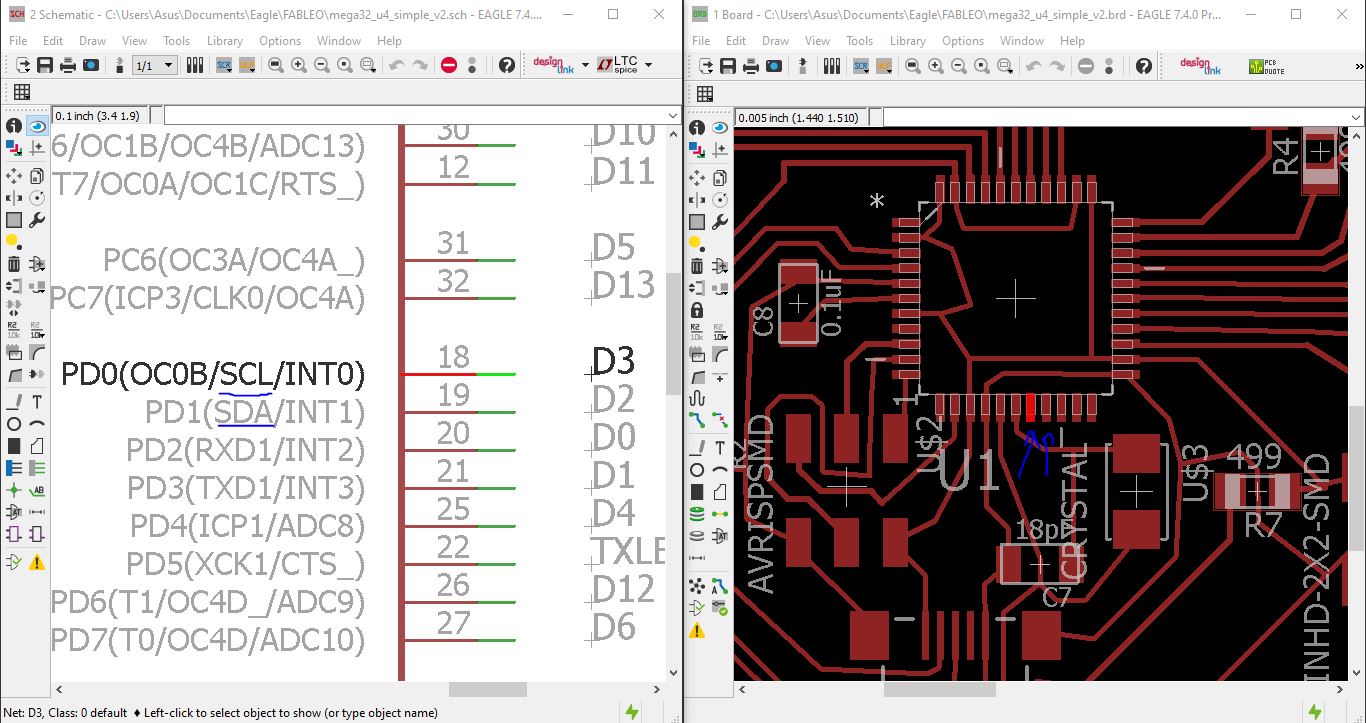 2 Schematic - C:\Users\Asus\Documents\Eagle\FABLEO\mega32_u4_simple_v2.sch - EAGLE 7.4....
File Edit Draw View Tools Library Options Window Help
1/1
design link
LTC spice
0.1 inch (3.4 1.9)
6/OC1B/OC4B/ADC13) 30 D10
T7/OC0A/OC1C/RTS_) 12 D11
PC6(OC3A/OC4A_) 31 D5
PC7(ICP3/CLK0/OC4A) 32 D13
PD0(OC0B/SCL/INT0) 18 D3
PD1(SDA/INT1) 19 D2
PD2(RXD1/INT2) 20 D0
PD3(TXD1/INT3) 21 D1
PD4(ICP1/ADC8) 25 D4
PD5(XCK1/CTS_) 22 TXLE
PD6(T1/OC4D_/ADC9) 26 D12
PD7(T0/OC4D/ADC10) 27 D6
Net: D3, Class: 0 default ♦ Left-click to select object to show (or type object name)
1 Board - C:\Users\Asus\Documents\Eagle\FABLEO\mega32_u4_simple_v2.brd - EAGLE 7.4.0 Pr...
File Edit Draw View Tools Library Options Window Help
design link
PCB QUOTE
0.005 inch (1.440 1.510)
R4
*
C8
0.1uF
1
U$2
U1
AVRISPSMD
CRYSTAL
U$3
499
R7
18p
C7
INHD-2X2-SMD